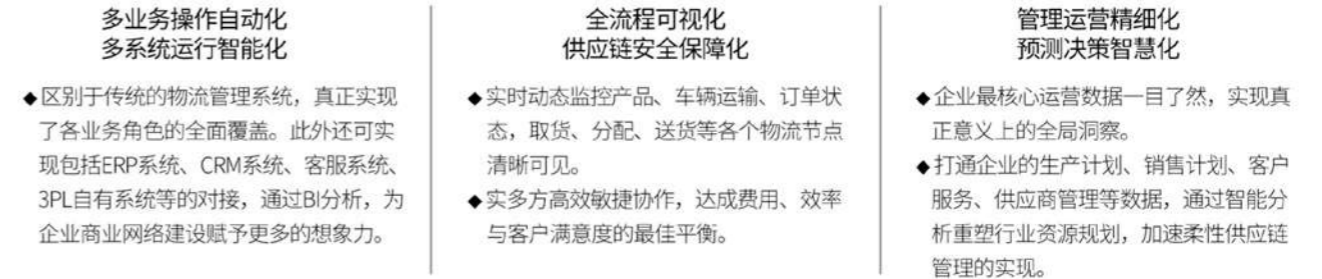 多业务操作自动化
多系统运行智能化
◆区别于传统的物流管理系统，真正实现
了各业务角色的全面覆盖。此外还可实
现包括ERP系统、CRM系统、客服系统、
3PL自有系统等的对接，通过BI分析，为
企业商业网络建设赋予更多的想象力。
全流程可视化
供应链安全保障化
◆实时动态监控产品、车辆运输、订单状
态，取货、分配、送货等各个物流节点
清晰可见。
◆实多方高效敏捷协作，达成费用、效率
与客户满意度的最佳平衡。
管理运营精细化
预测决策智慧化
◆企业最核心运营数据一目了然，实现真
正意义上的全局洞察。
◆打通企业的生产计划、销售计划、客户
服务、供应商管理等数据，通过智能分
析重塑行业资源规划，加速柔性供应链
管理的实现。